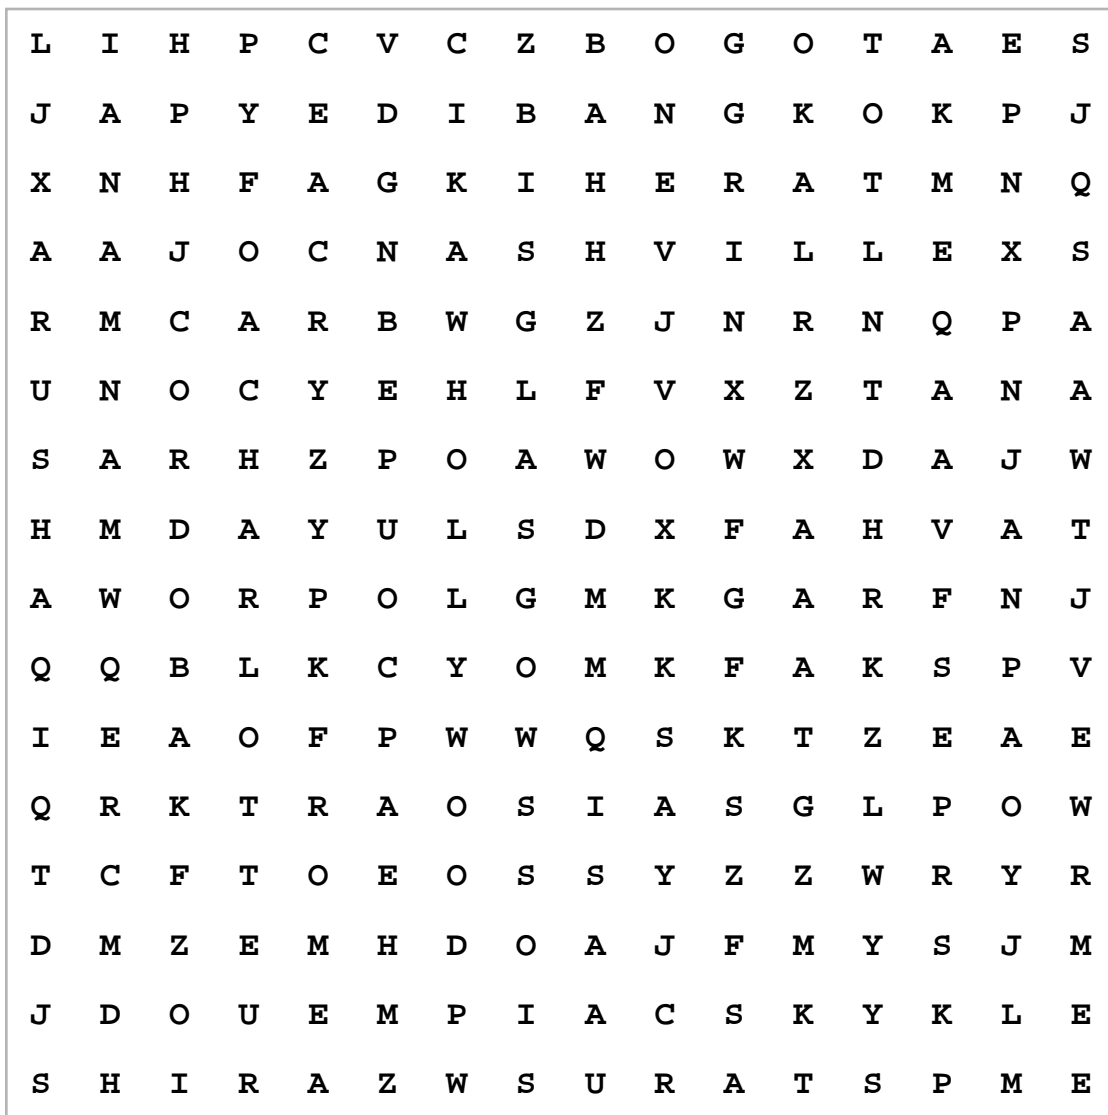 L I H P C V C Z B O G O T A E S
J A P Y E D I B A N G K O K P J
X N H F A G K I H E R A T M N Q
A A J O C N A S H V I L L E X S
R M C A R B W G Z J N R N Q P A
U N O C Y E H L F V X Z T A N A
S A R H Z P O A W O W X D A J W
H M D A Y U L S D X F A H V A T
A W O R P O L G M K G A R F N J
Q Q B L K C Y O M K F A K S P V
I E A O F P W W Q S K T Z E A E
Q R K T R A O S I A S G L P O W
T C F T O E O S S Y Z Z W R Y R
D M Z E M H D O A J F M Y S J M
J D O U E M P I A C S K Y K L E
S H I R A Z W S U R A T S P M E